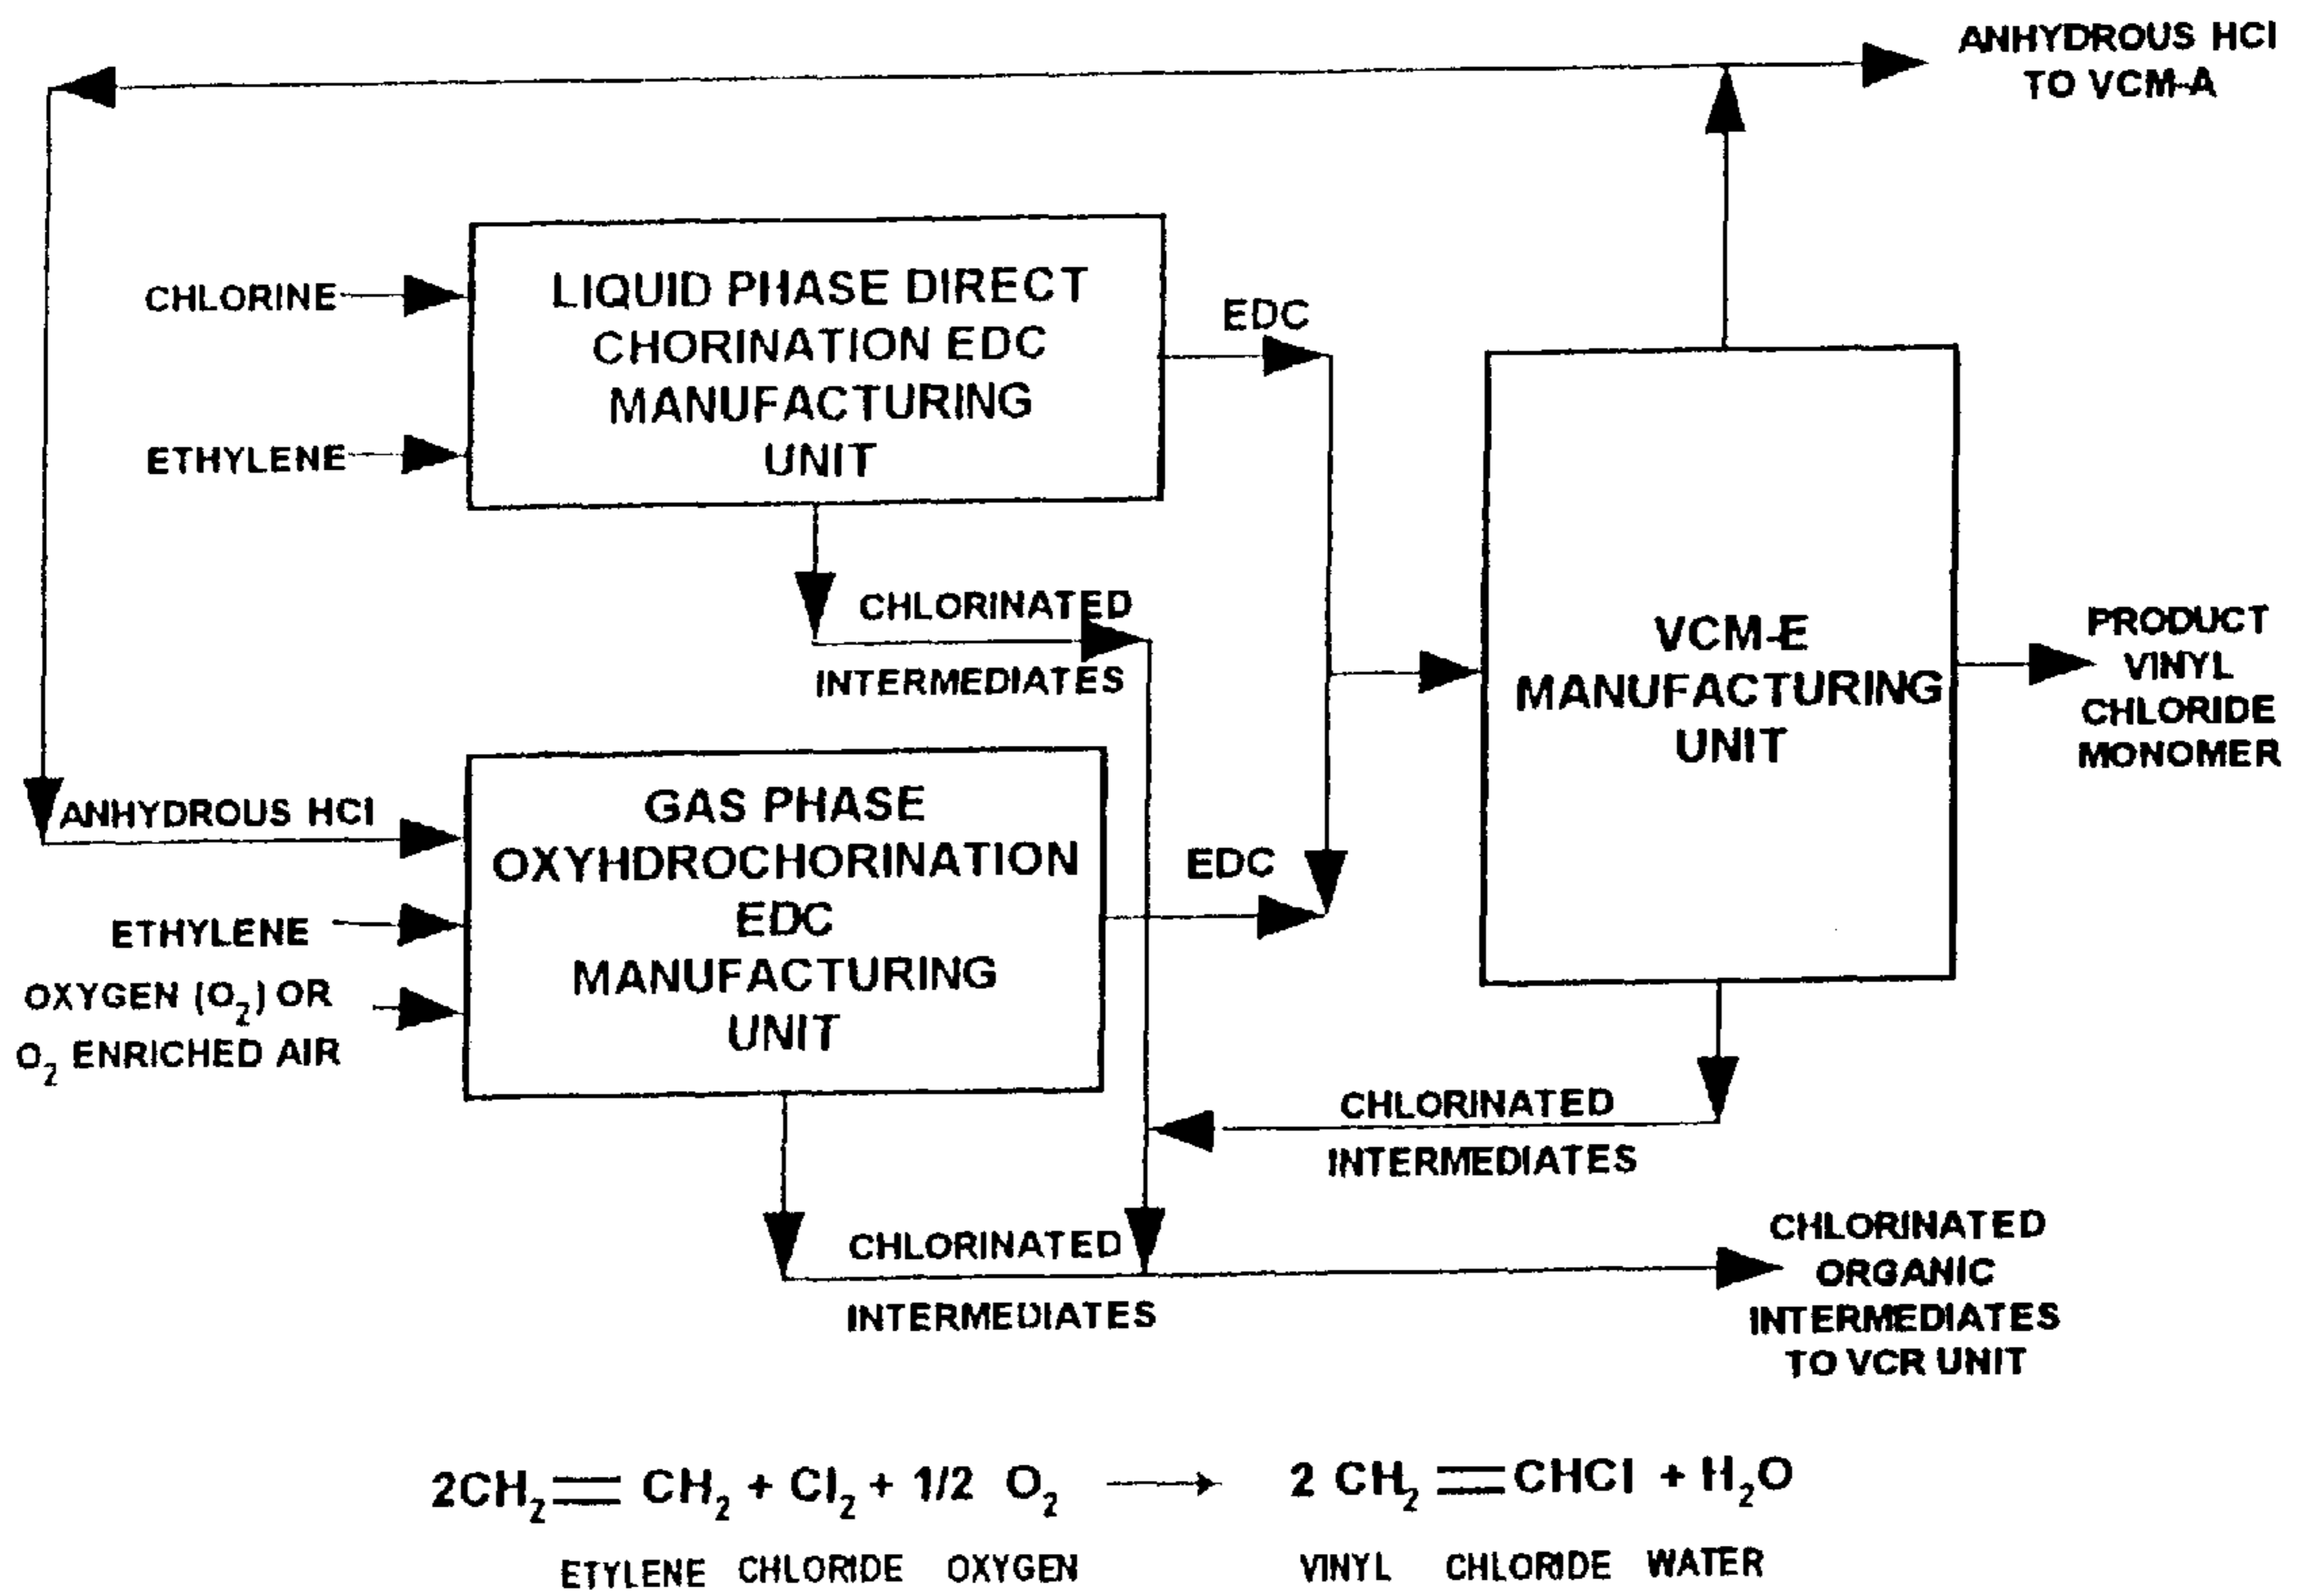 ANHYDROUS HCl
TO VCM-A
CHLORINE
ETHYLENE
LIQUID PHASE DIRECT
CHORINATION EDC
MANUFACTURING
UNIT
EDC
CHLORINATED
INTERMEDIATES
VCM-E
MANUFACTURING
UNIT
PRODUCT
VINYL
CHLORIDE
MONOMER
ANHYDROUS HCl
ETHYLENE
OXYGEN (O₂) OR
O₂ ENRICHED AIR
GAS PHASE
OXYHDROCHORINATION
EDC
MANUFACTURING
UNIT
EDC
CHLORINATED
INTERMEDIATES
CHLORINATED
INTERMEDIATES
CHLORINATED
ORGANIC
INTERMEDIATES
TO VCR UNIT
2CH₂ = CH₂ + Cl₂ + 1/2 O₂ → 2 CH₂ = CHCl + H₂O
ETYLENE CHLORIDE OXYGEN VINYL CHLORIDE WATER